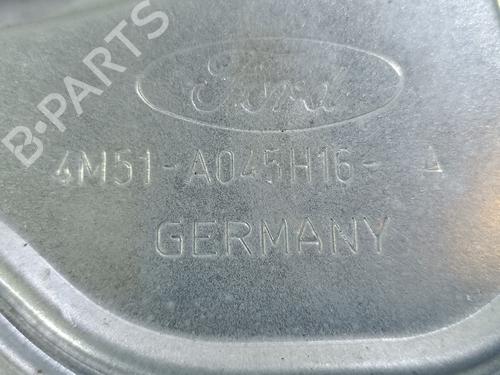 B-PARTS
Ford
4M51-A045H16- A
GERMANY